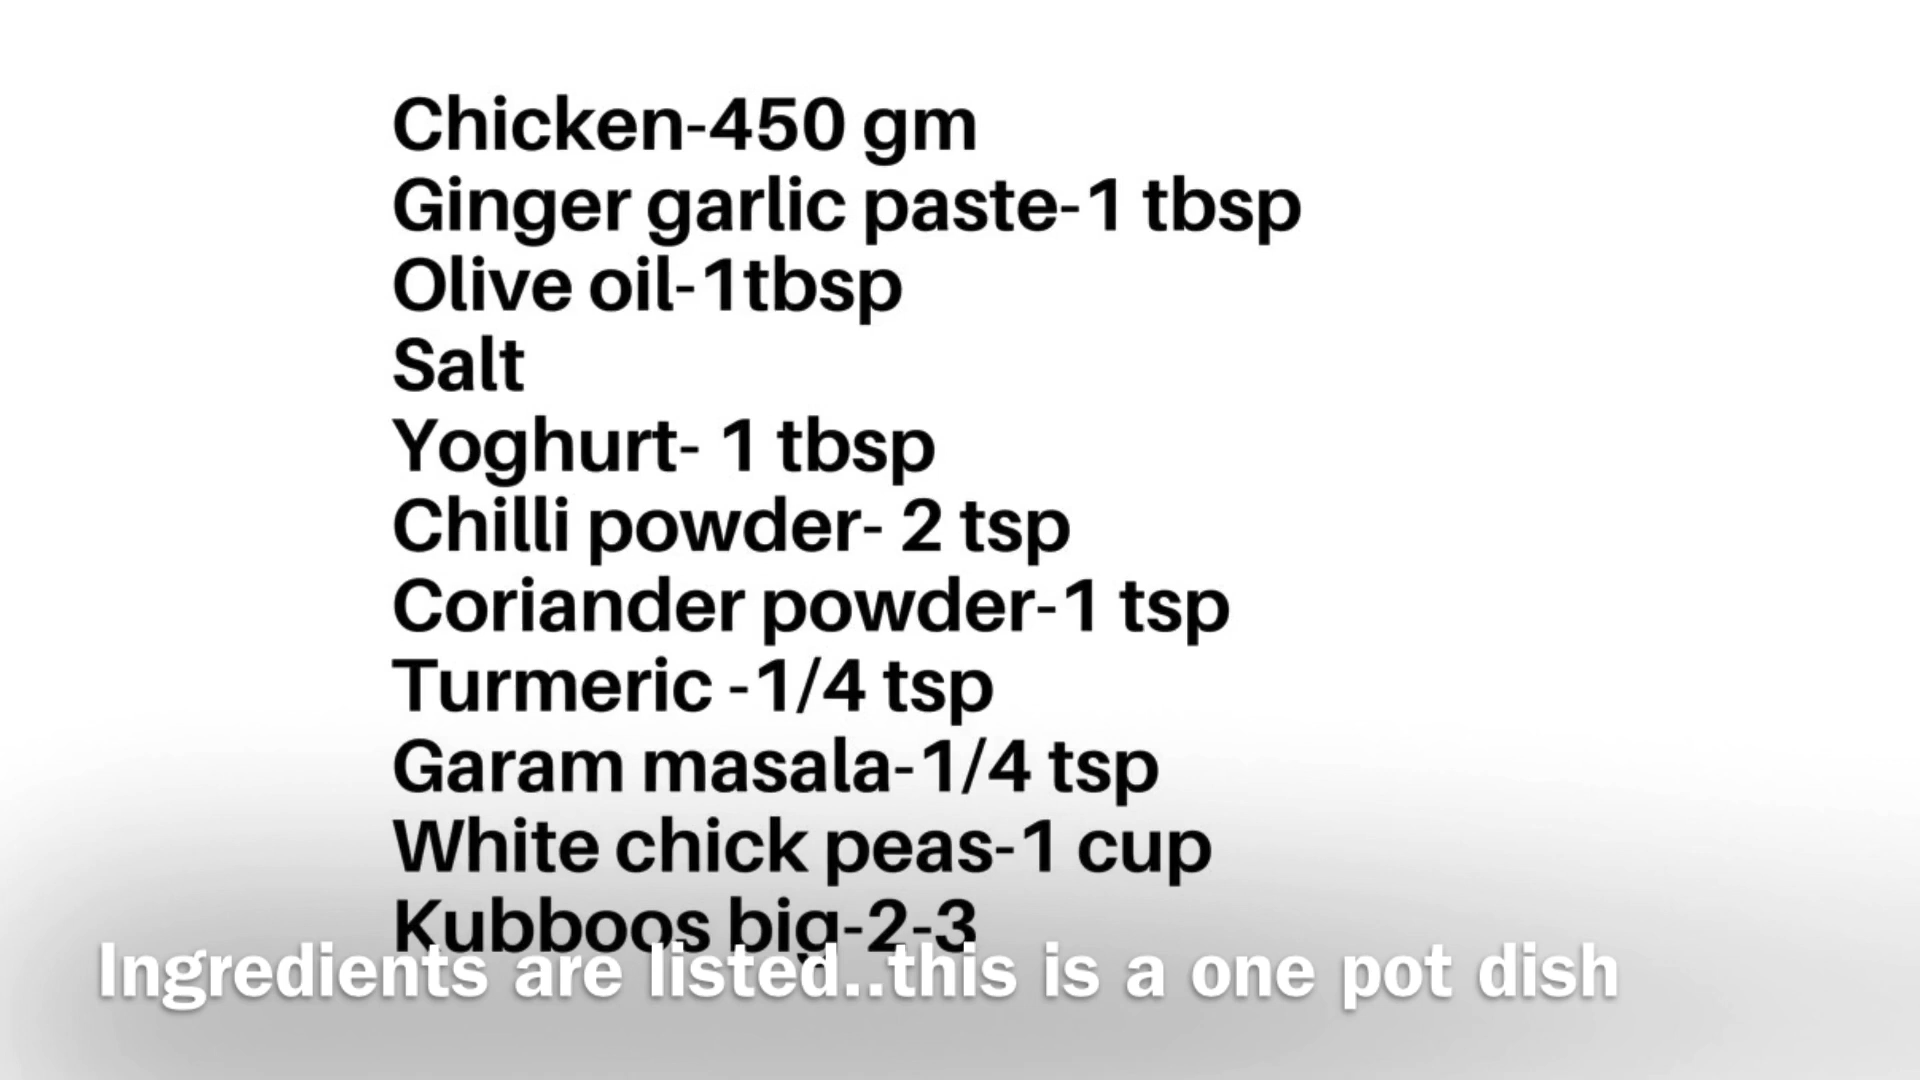 Chicken-450 gm
Ginger garlic paste-1 tbsp
Olive oil-1tbsp
Salt
Yoghurt- 1 tbsp
Chilli powder- 2 tsp
Coriander powder-1 tsp
Turmeric -1/4 tsp
Garam masala-1/4 tsp
White chick peas-1 cup
Kubboos big-2-3
Ingredients are listed..this is a one pot dish